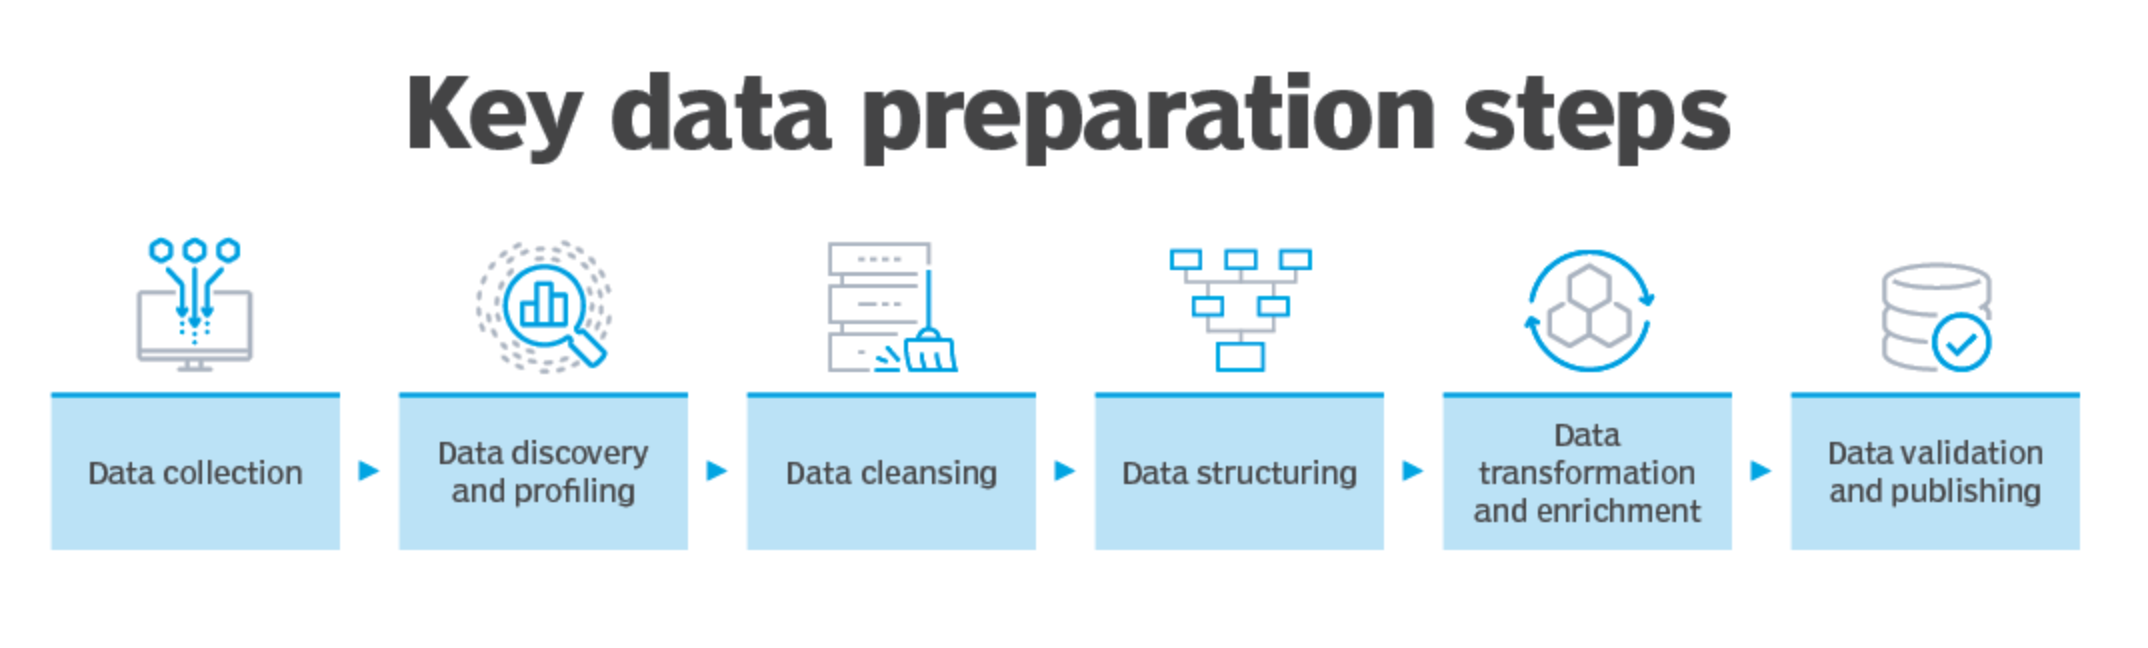 Key data preparation steps
Data collection
Data discovery
and profiling
Data cleansing
Data structuring
Data
transformation
and enrichment
Data validation
and publishing